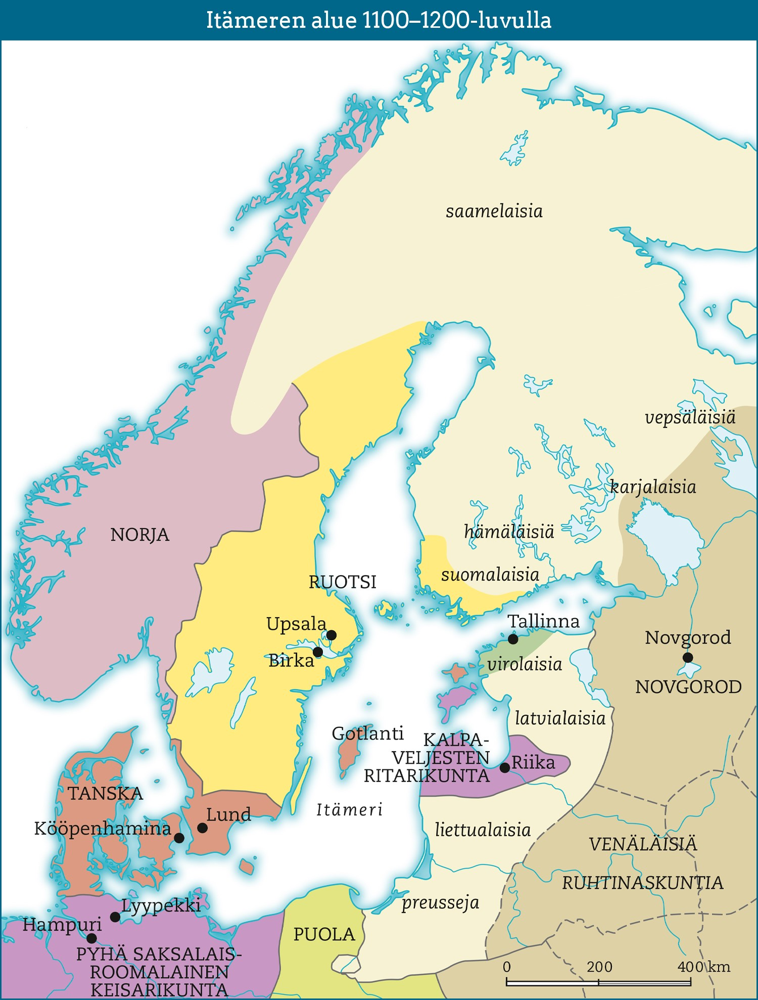 Itämeren alue 1100–1200-luvulla
saamelaisia
vepsäläisiä
karjalaisia
hämäläisiä
NORJA
suomalaisia
RUOTSI
Upsala
Tallinna
Novgorod
Birka
virolaisia
NOVGOROD
latvialaisia
Gotlanti
KALPA-
VELJESTEN
RITARIKUNTA
Riika
TANSKA
Itämeri
Lund
Kööpenhamina
liettualaisia
VENÄLÄISIÄ
RUHTINASKUNTIA
preusseja
Lyypekki
Hampuri
PUOLA
PYHÄ SAKSALAIS-
ROOMALAINEN
KEISARIKUNTA
0 200 400 km